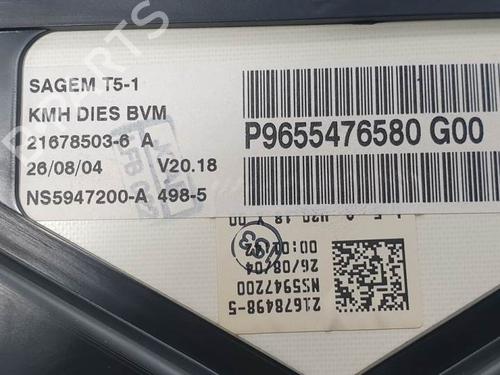 SAGEM T5-1
KMH DIES BVM
21678503-6 A
26/08/04 V20.18
NS5947200-A 498-5
P9655476580 G00
21678498-5
NS5947200
26/08/04
PARTS